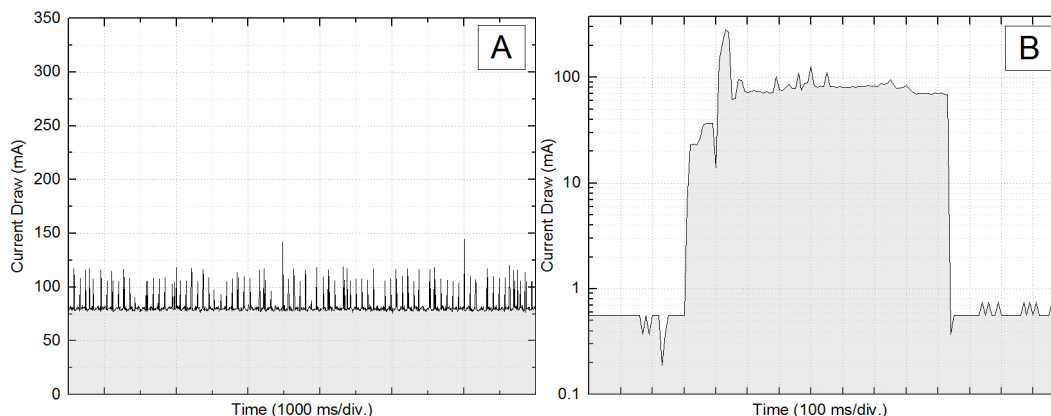 A
Current Draw (mA)
350
300
250
200
150
100
50
0
Time (1000 ms/div.)
B
Current Draw (mA)
100
10
1
0.1
Time (100 ms/div.)